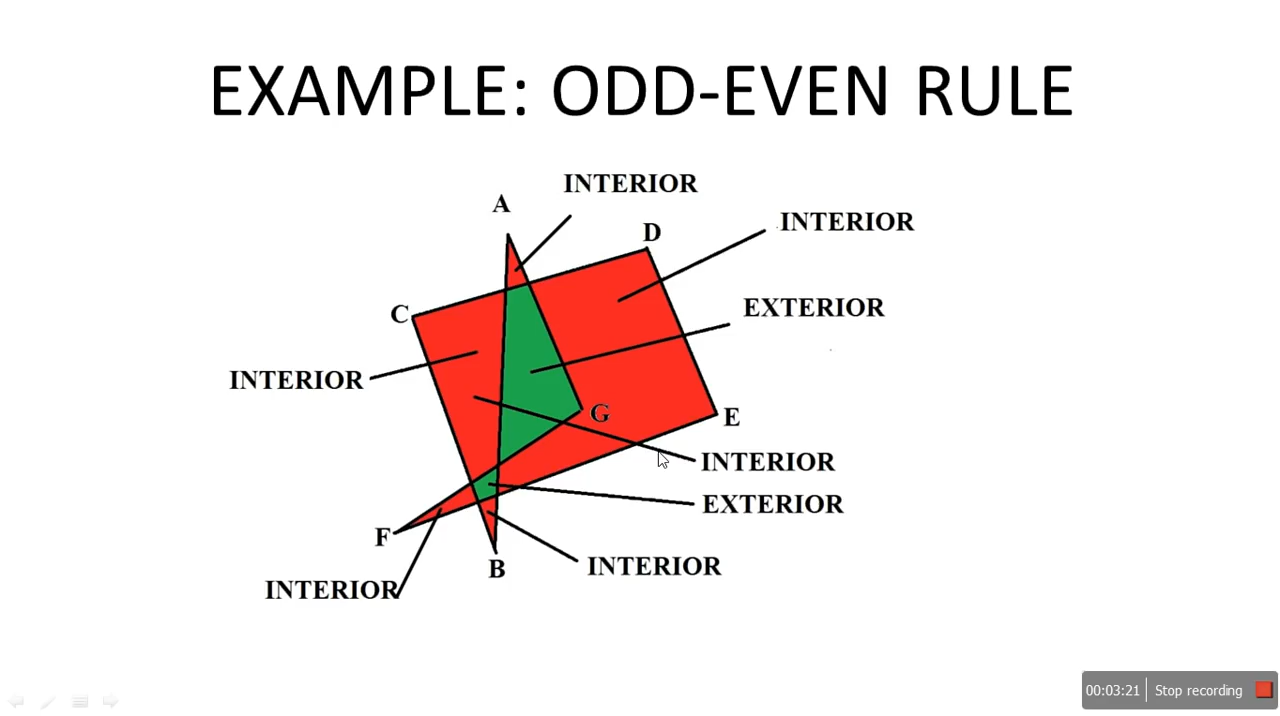 EXAMPLE: ODD-EVEN RULE
INTERIOR
A
INTERIOR
D
EXTERIOR
C
INTERIOR
G
E
INTERIOR
EXTERIOR
F
B
INTERIOR
INTERIOR
00:03:21 Stop recording